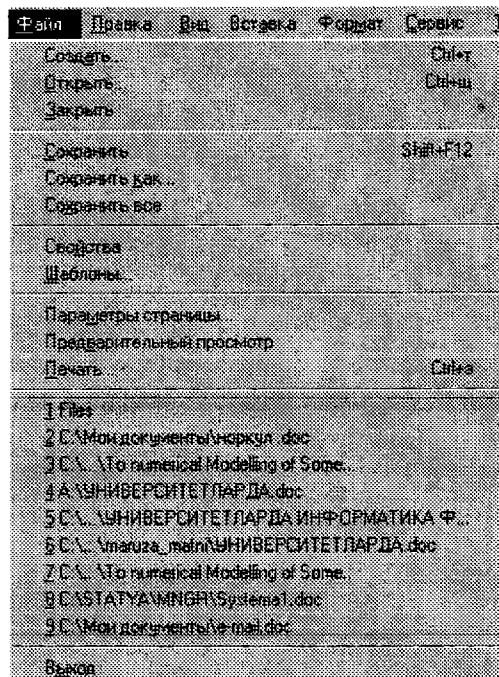 Файл Правка Вид Вставка Формат Сервис
Создать... Ctrl+т
Открыть... Ctrl+щ
Закрыть
Сохранить Shift+F12
Сохранить как...
Сохранить все
Свойства
Шаблоны...
Параметры страницы...
Предварительный просмотр
Печать... Ctrl+з
1 Files
2 C:\Мои документы\норкул .doc
3 C:\...\To numerical Modelling of Some...
4 A:\УНИВЕРСИТЕТЛАРДА.doc
5 C:\...\УНИВЕРСИТЕТЛАРДА ИНФОРМАТИКА Ф...
6 C:\...\maruza_matni\УНИВЕРСИТЕТЛАРДА.doc
7 C:\...\To numerical Modelling of Some...
8 C:\STATYA\MNGH\Systema1.doc
9 C:\Мои документы\e-mail.doc
Выход